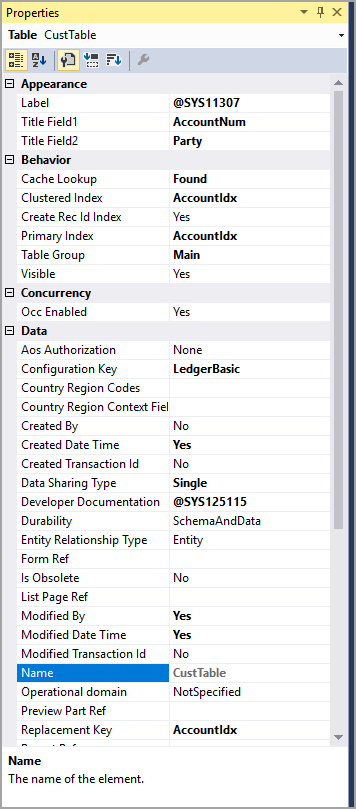 Properties
Table CustTable
Appearance
Label @SYS11307
Title Field1 AccountNum
Title Field2 Party
Behavior
Cache Lookup Found
Clustered Index AccountIdx
Create Rec Id Index Yes
Primary Index AccountIdx
Table Group Main
Visible Yes
Concurrency
Occ Enabled Yes
Data
Aos Authorization None
Configuration Key LedgerBasic
Country Region Codes
Country Region Context Fiel
Created By No
Created Date Time Yes
Created Transaction Id No
Data Sharing Type Single
Developer Documentation @SYS125115
Durability SchemaAndData
Entity Relationship Type Entity
Form Ref
Is Obsolete No
List Page Ref
Modified By Yes
Modified Date Time Yes
Modified Transaction Id No
Name CustTable
Operational domain NotSpecified
Preview Part Ref
Replacement Key AccountIdx
Name
The name of the element.